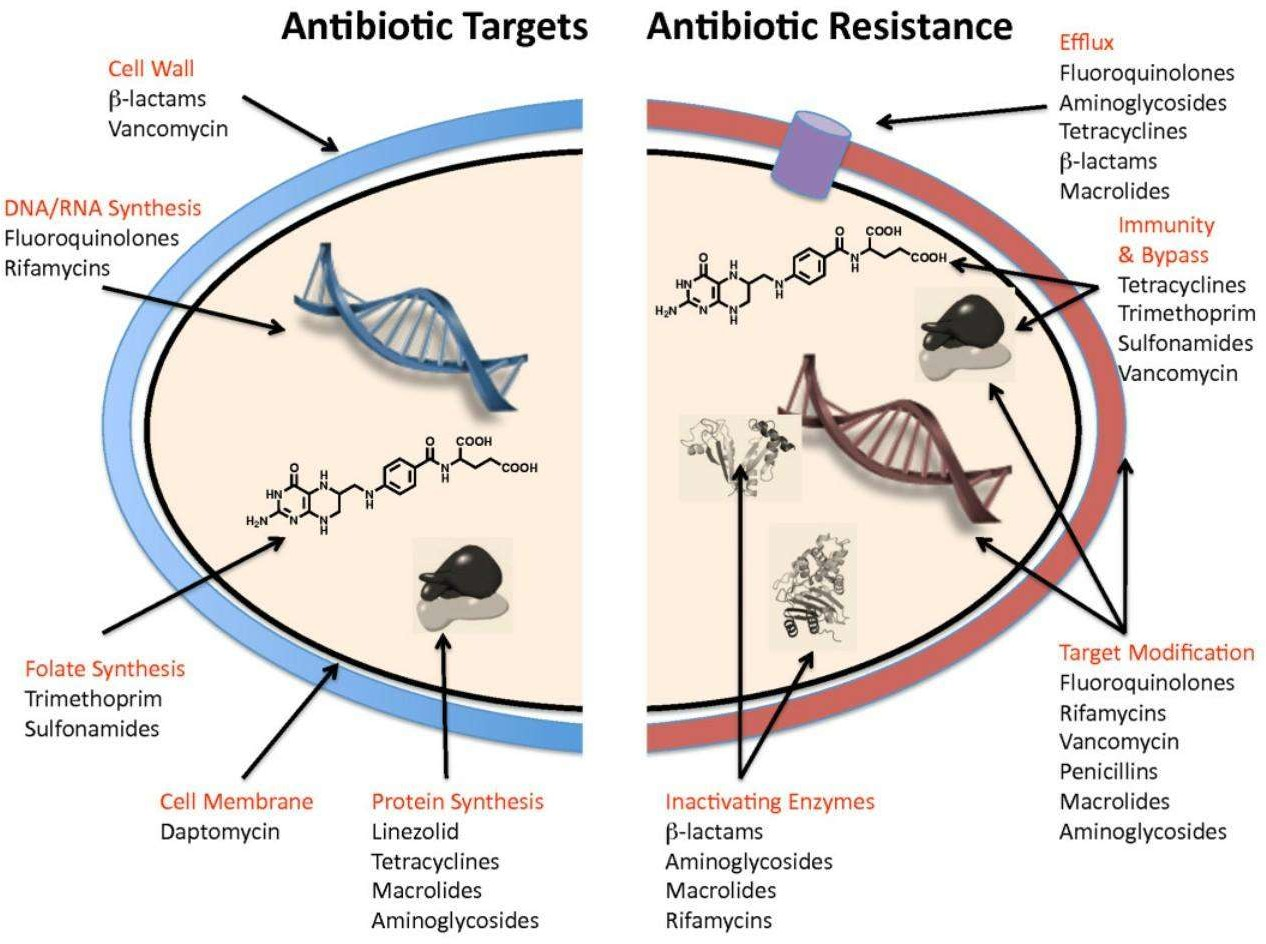 Antibiotic Targets
Cell Wall
β-lactams
Vancomycin
DNA/RNA Synthesis
Fluoroquinolones
Rifamycins
O
COOH
N
H
COOH
O
H
N
HN
N
H
H₂N
N
N
H
Folate Synthesis
Trimethoprim
Sulfonamides
Cell Membrane
Daptomycin
Protein Synthesis
Linezolid
Tetracyclines
Macrolides
Aminoglycosides
Antibiotic Resistance
Efflux
Fluoroquinolones
Aminoglycosides
Tetracyclines
β-lactams
Macrolides
Immunity
& Bypass
Tetracyclines
Trimethoprim
Sulfonamides
Vancomycin
O
COOH
N
H
COOH
O
H
N
HN
N
H
H₂N
N
N
H
Target Modification
Fluoroquinolones
Rifamycins
Vancomycin
Penicillins
Macrolides
Aminoglycosides
Inactivating Enzymes
β-lactams
Aminoglycosides
Macrolides
Rifamycins